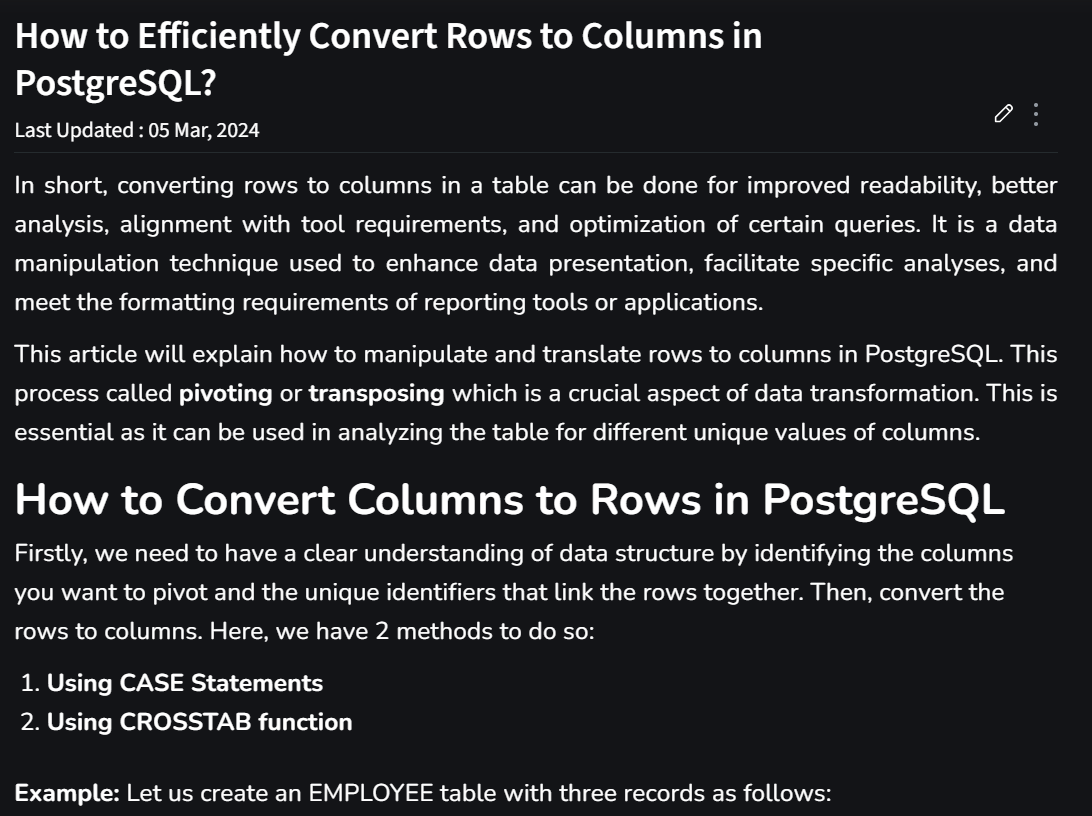 How to Efficiently Convert Rows to Columns in
PostgreSQL?
Last Updated : 05 Mar, 2024
In short, converting rows to columns in a table can be done for improved readability, better
analysis, alignment with tool requirements, and optimization of certain queries. It is a data
manipulation technique used to enhance data presentation, facilitate specific analyses, and
meet the formatting requirements of reporting tools or applications.
This article will explain how to manipulate and translate rows to columns in PostgreSQL. This
process called pivoting or transposing which is a crucial aspect of data transformation. This is
essential as it can be used in analyzing the table for different unique values of columns.
How to Convert Columns to Rows in PostgreSQL
Firstly, we need to have a clear understanding of data structure by identifying the columns
you want to pivot and the unique identifiers that link the rows together. Then, convert the
rows to columns. Here, we have 2 methods to do so:
1. Using CASE Statements
2. Using CROSSTAB function
Example: Let us create an EMPLOYEE table with three records as follows: